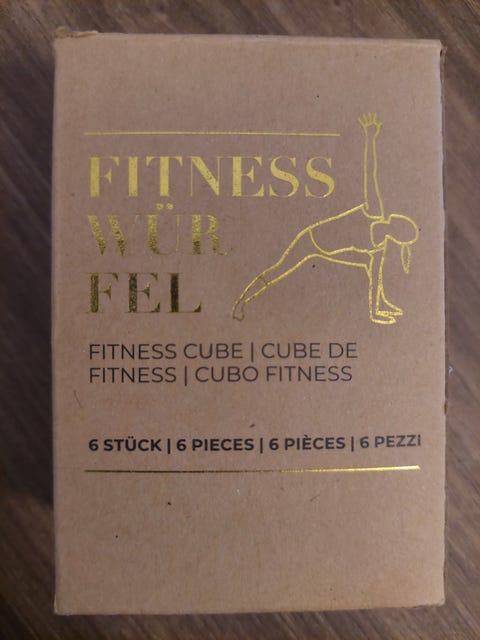 FITNESS
WÜR
FEL
FITNESS CUBE | CUBE DE
FITNESS | CUBO FITNESS
6 STÜCK | 6 PIECES | 6 PIÈCES | 6 PEZZI